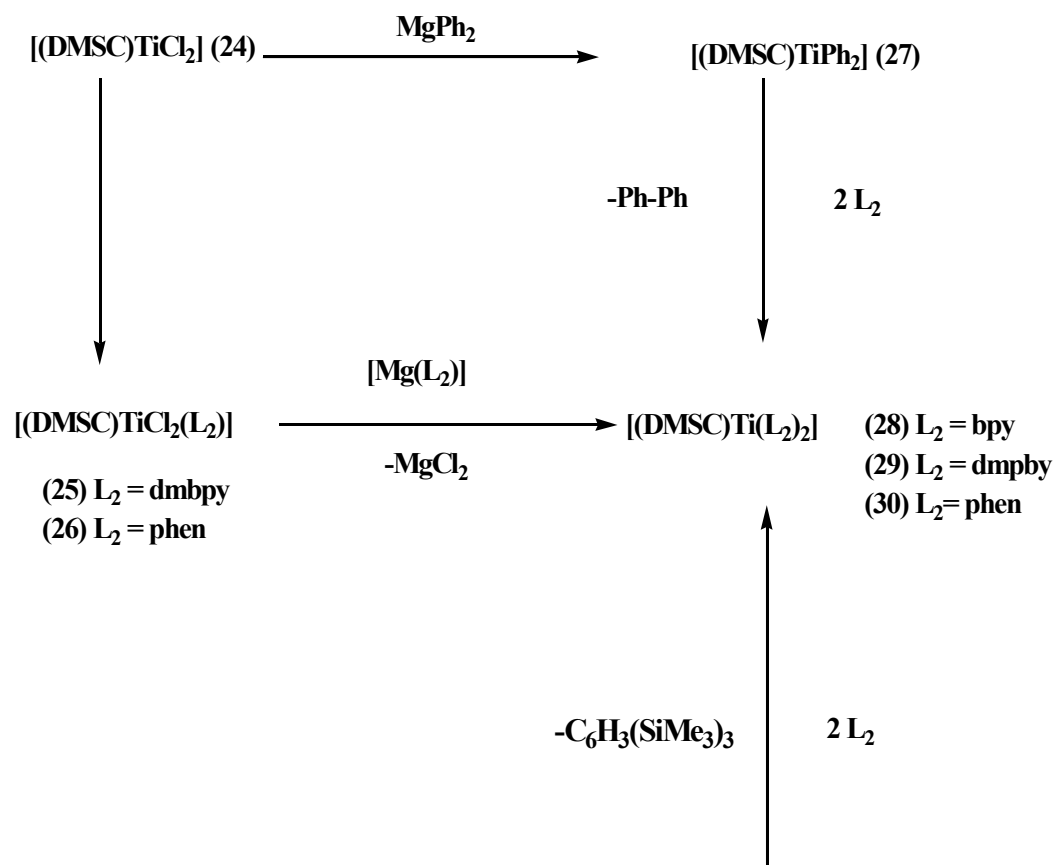 MgPh₂
[(DMSC)TiCl₂] (24)
[(DMSC)TiPh₂] (27)
-Ph-Ph
2 L₂
[Mg(L₂)]
[(DMSC)TiCl₂(L₂)]
-MgCl₂
[(DMSC)Ti(L₂)₂]
(28) L₂ = bpy
(29) L₂ = dmpby
(30) L₂= phen
(25) L₂ = dmbpy
(26) L₂ = phen
-C₆H₃(SiMe₃)₃
2 L₂